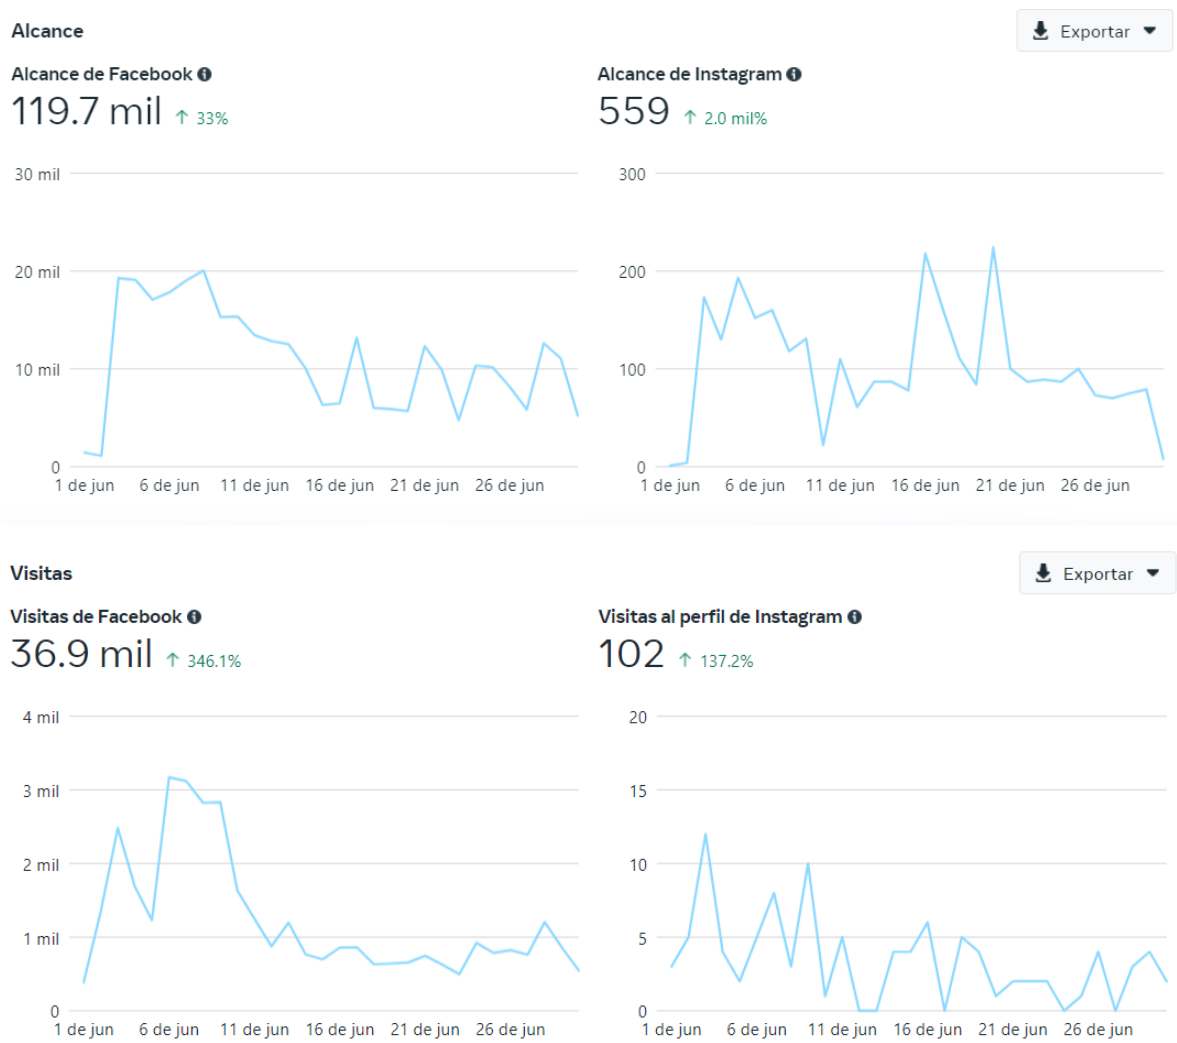 Alcance
Exportar
Alcance de Facebook
119.7 mil ↑ 33%
30 mil
20 mil
10 mil
0
1 de jun 6 de jun 11 de jun 16 de jun 21 de jun 26 de jun
Alcance de Instagram
559 ↑ 2.0 mil%
300
200
100
0
1 de jun 6 de jun 11 de jun 16 de jun 21 de jun 26 de jun
Visitas
Exportar
Visitas de Facebook
36.9 mil ↑ 346.1%
4 mil
3 mil
2 mil
1 mil
0
1 de jun 6 de jun 11 de jun 16 de jun 21 de jun 26 de jun
Visitas al perfil de Instagram
102 ↑ 137.2%
20
15
10
5
0
1 de jun 6 de jun 11 de jun 16 de jun 21 de jun 26 de jun